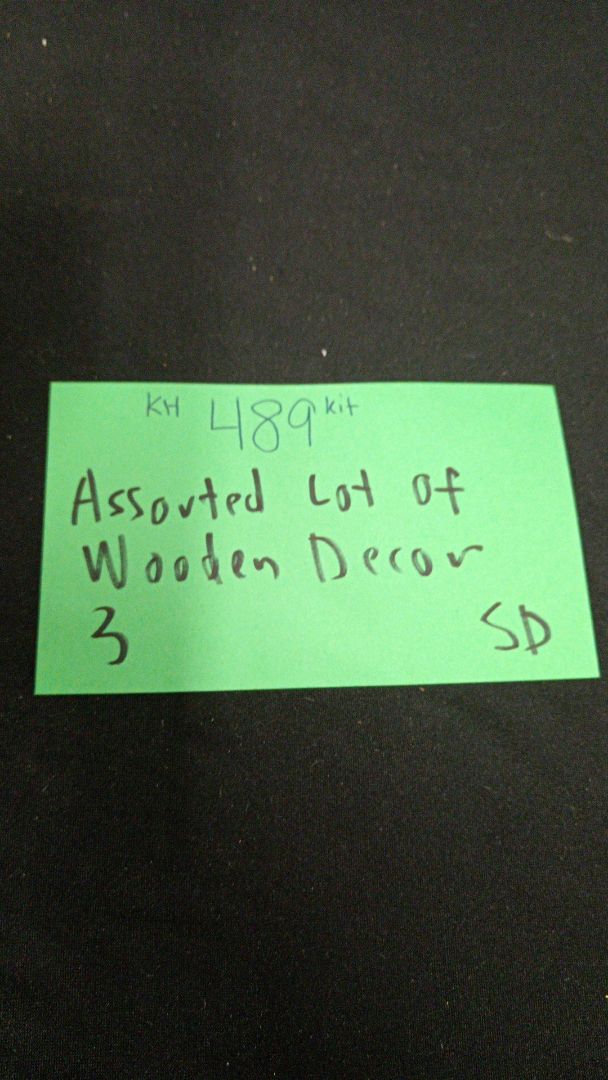 KH 489 kit
Assorted Lot of
Wooden Decor
3 SD